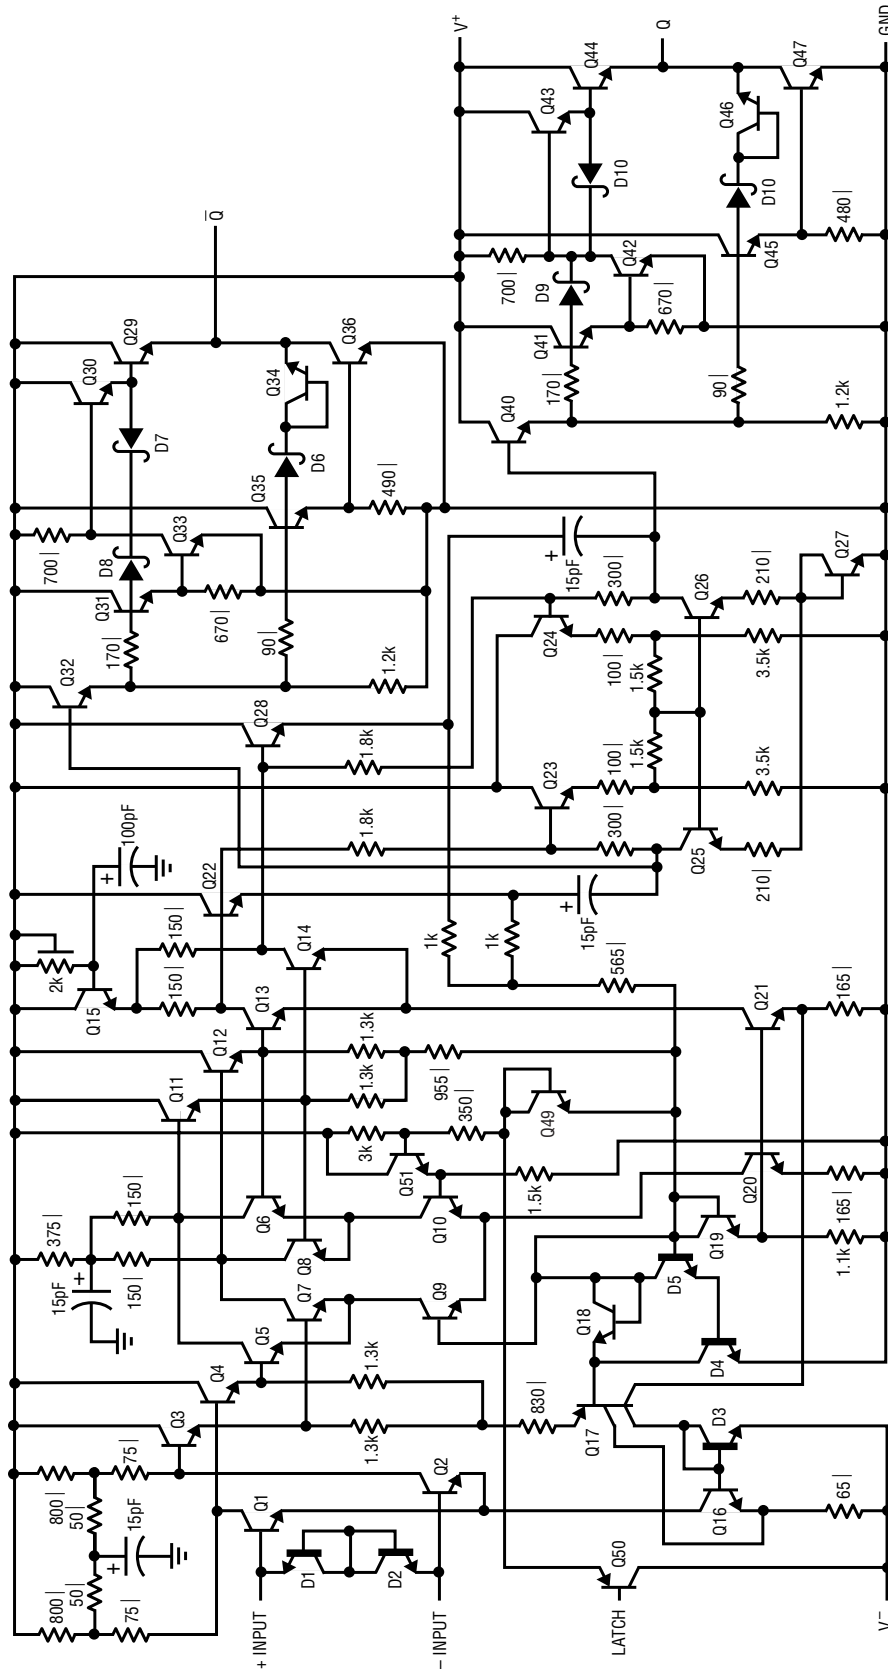 800 |
800 |
375
2k
700 |
15pF
Q32
50 |
50 |
Q15
Q31
D8
Q30
75 |
15pF
75 |
150 |
150 |
100pF
170 |
Q29
D7
Q3
Q11
150 |
150 |
Q33
Q4
Q12
Q22
670 |
Q̅
+ INPUT
Q1
Q5
Q6
Q13
Q28
90 |
Q35
Q34
D1
Q7
Q8
Q14
D6
1.3k
1.3k
3k
1.3k
1.3k
1.8k
1.8k
1.2k
490 |
Q36
D2
Q51
– INPUT
Q2
Q9
Q10
350 |
955
1k
V+
1k
700 |
Q43
Q44
1.5k
Q49
Q23
Q24
Q40
D9
Q41
830 |
Q18
15pF
300 |
100 |
1.5k
1.5k
100 |
300 |
15pF
170 |
D10
Q42
LATCH
Q50
Q17
D5
565 |
670 |
Q
D3
D4
Q19
Q25
Q26
Q46
Q16
Q20
Q21
90 |
D10
Q45
Q47
210 |
3.5k
3.5k
210 |
65 |
1.1k
165 |
165 |
Q27
1.2k
480 |
V–
GND